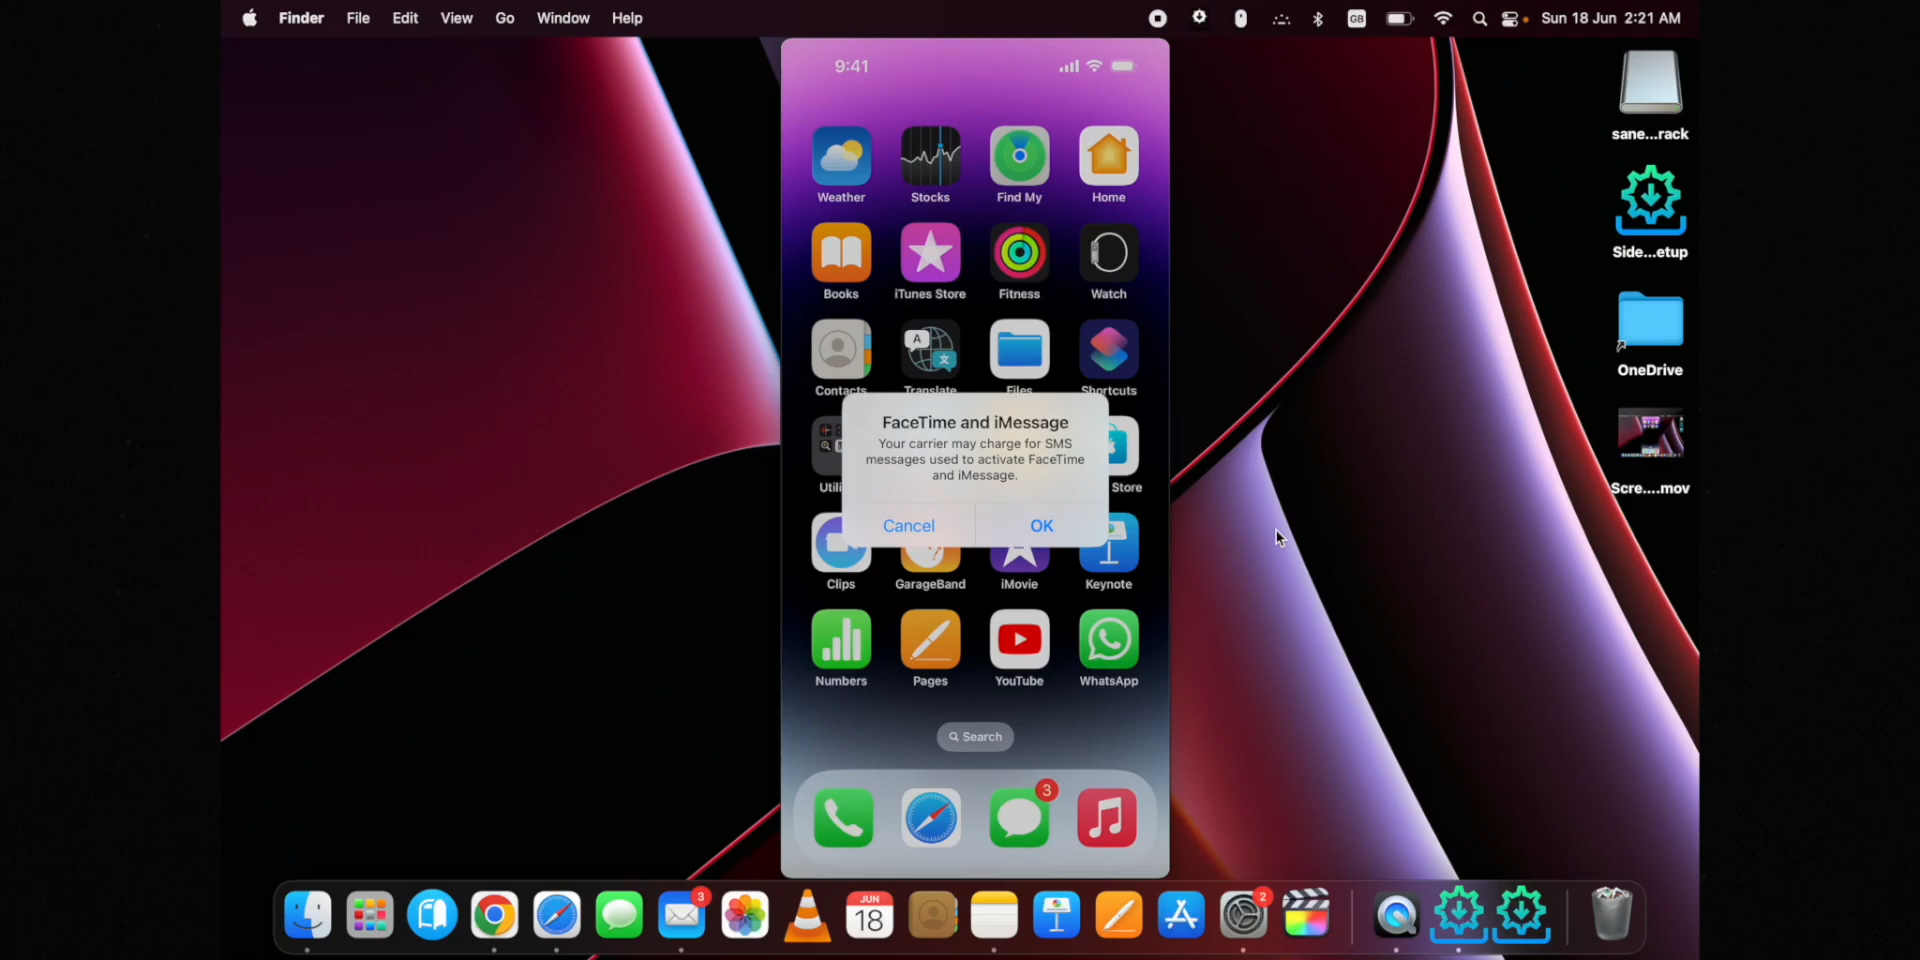 Finder File Edit View Go Window Help
GB
Sun 18 Jun 2:21 AM
9:41
Weather Stocks Find My Home
Books iTunes Store Fitness Watch
A 文
Contacts Translate Files Shortcuts
FaceTime and iMessage
Your carrier may charge for SMS
messages used to activate FaceTime
and iMessage.
Cancel OK
Utili
Store
Clips GarageBand iMovie Keynote
Numbers Pages YouTube WhatsApp
Search
3
sane...rack
Side...etup
OneDrive
Scre....mov
3
JUN
18
2